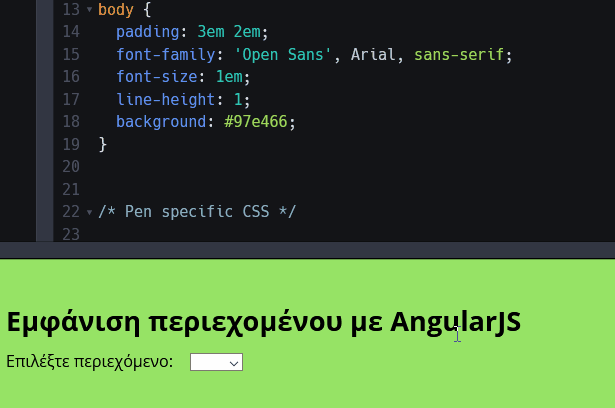 13 body {
14 padding: 3em 2em;
15 font-family: 'Open Sans', Arial, sans-serif;
16 font-size: 1em;
17 line-height: 1;
18 background: #97e466;
19 }
20
21
22 /* Pen specific CSS */
23
Εμφάνιση περιεχομένου με AngularJS
Επιλέξτε περιεχόμενο: